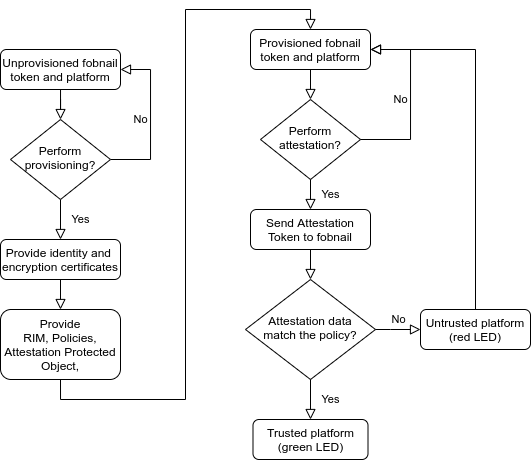 Unprovisioned fobnail
token and platform
No
Perform
provisioning?
Yes
Provide identity and
encryption certificates
Provide
RIM, Policies,
Attestation Protected
Object,
Provisioned fobnail
token and platform
No
Perform
attestation?
Yes
Send Attestation
Token to fobnail
Attestation data
match the policy?
No
Untrusted platform
(red LED)
Yes
Trusted platform
(green LED)